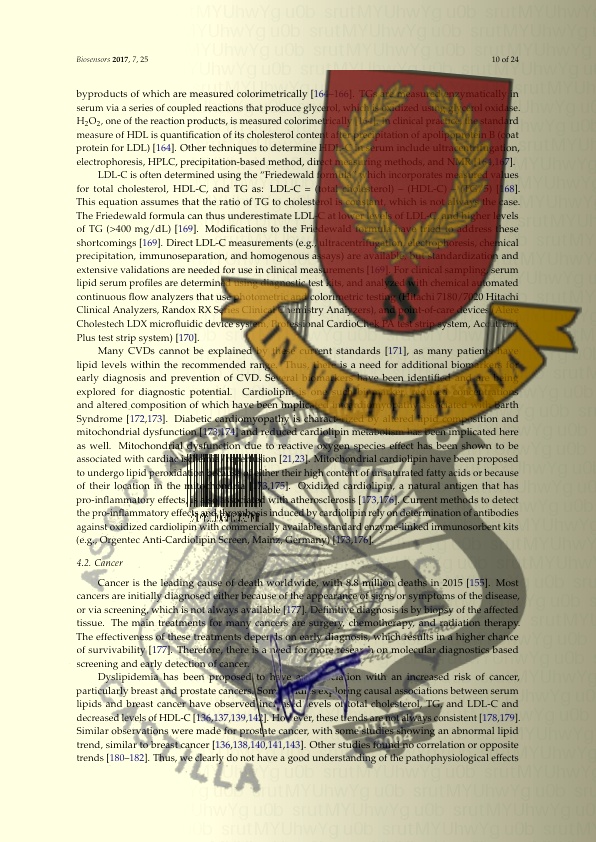 Biosensors 2017, 7, 25
10 of 24
byproducts of which are measured colorimetrically [164–166]. TGs are measured enzymatically in
serum via a series of coupled reactions that produce glycerol, which is oxidized using glycerol oxidase.
H2O2, one of the reaction products, is measured colorimetrically clinical standard
measure of HDL is quantification of its cholesterol content after precipitation of apolipoprotein B (coat
protein for LDL) [164]. Other techniques to determine HDL-C in serum include ultracentrifugation,
electrophoresis, HPLC, precipitation-based method, direct measuring methods, and NMR
LDL-C is often determined using the “Friedewald formula” which incorporates measured values
for total cholesterol, HDL-C, and TG as: LDL-C = (total cholesterol) − (HDL-C) − [168].
This equation assumes that the ratio of TG to cholesterol is constant, which is not always the case.
The Friedewald formula can thus underestimate LDL-C at lower levels of LDL-C and higher levels
of TG (>400 mg/dL) [169]. Modifications to the Friedewald formula have tried to address these
shortcomings [169]. Direct LDL-C measurements (e.g., ultracentrifugation, electrophoresis, chemical
precipitation, immunoseparation, and homogenous assays) are available but standardization and
extensive validations are needed for use in clinical measurements [169]. For clinical sampling, serum
lipid serum profiles are determined using diagnostic test kits, and analyzed with chemical automated
continuous flow analyzers that use photometric and colorimetric testing (Hitachi 7180/7020 Hitachi
Clinical Analyzers, Randox RX Series Clinical Chemistry Analyzers), and point-of-care devices (Alere
Cholestech LDX microfluidic device system, Professional CardioChek PA test strip system,
Plus test strip system) [170].
Many CVDs cannot be explained by these current standards [171], as many patients have
lipid levels within the recommended range. Thus, there is a need for additional biomarkers for
early diagnosis and prevention of CVD. Several biomarkers have been identified and are being
explored for diagnostic potential. Cardiolipin
and altered composition of which have been implicated in Barth
Syndrome [172,173]. Diabetic cardiomyopathy is characterized by altered composition and
mitochondrial dysfunction [173,174] and reduced cardiolipin metabolism has been implicated here
as well. Mitochondrial dysfunction due to reactive oxygen species effect has been shown to be
associated with cardiac [21,23]. Mitochondrial cardiolipin have been proposed
to undergo lipid peroxidation either their high content of unsaturated fatty acids or because
of their location in the mitochondria [173,175]. Oxidized cardiolipin, a natural antigen that has
pro-inflammatory effects, is associated with atherosclerosis [173,176]. Current methods to detect
the pro-inflammatory effects and thrombosis induced by cardiolipin rely on determination of antibodies
against oxidized cardiolipin with commercially available standard enzyme-linked immunosorbent kits
(e.g., Orgentec Anti-Cardiolipin Screen, Mainz, Germany) [173,176].
4.2. Cancer
Cancer is the leading cause of death worldwide, with 8.8 million deaths in 2015 [155]. Most
cancers are initially diagnosed either because of the appearance of signs or symptoms of the disease,
or via screening, which is not always available [177]. Definitive diagnosis is by biopsy of the affected
tissue. The main treatments for many cancers are surgery, chemotherapy, and radiation therapy.
The effectiveness of these treatments depends on early diagnosis, which results in a higher chance
of survivability [177]. Therefore, there is a need for more research on molecular diagnostics based
screening and early detection of cancer.
Dyslipidemia has been proposed to have an association with an increased risk of cancer,
particularly breast and prostate cancers. Some studies exploring causal associations between serum
lipids and breast cancer have observed increased levels of total cholesterol, TG, and LDL-C and
decreased levels of HDL-C [136,137,139,142]. However, these trends are not always consistent [178,179].
Similar observations were made for prostate cancer, with some studies showing an abnormal lipid
trend, similar to breast cancer [136,138,140,141,143]. Other studies found no correlation or opposite
trends [180–182]. Thus, we clearly do not have a good understanding of the pathophysiological effects
IN VIRTUTE VITA
CASTILLA